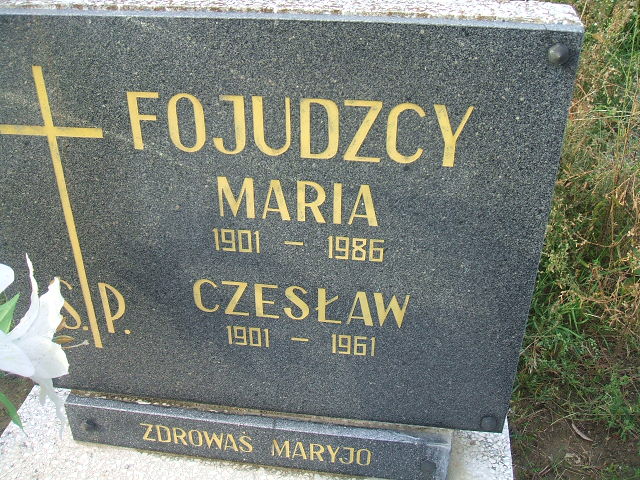 FOJUDZCY
MARIA
1901 – 1986
CZESŁAW
1901 – 1961
Ś.P.
ZDROWAŚ MARYJO